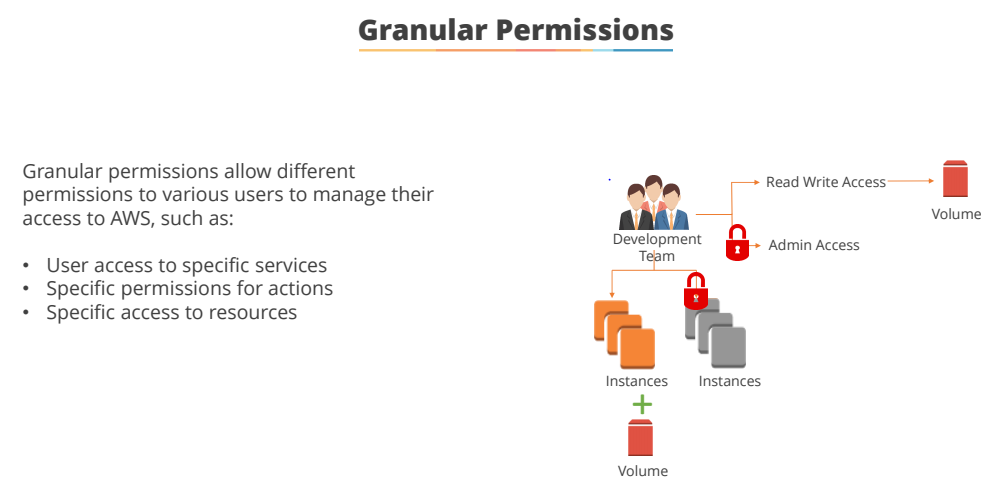 Granular Permissions
Granular permissions allow different
permissions to various users to manage their
access to AWS, such as:
• User access to specific services
• Specific permissions for actions
• Specific access to resources
Read Write Access
Volume
Development
Team
Admin Access
Instances
Instances
Volume